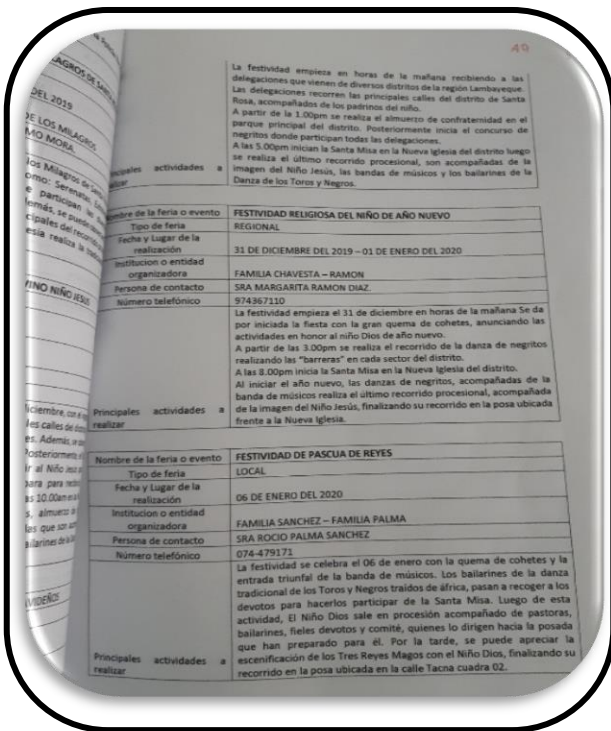 49
La festividad empieza en horas de la mañana recibiendo a las
delegaciones que vienen de diversos distritos de la región Lambayeque.
Las delegaciones recorren las principales calles del distrito de Santa
Rosa, acompañados de los padrinos del niño.
A partir de la 1.00pm se realiza el almuerzo de confraternidad en el
parque principal del distrito. Posteriormente inicia el concurso de
negritos donde participan todas las delegaciones.
A las 5.00pm inician la Santa Misa en la Nueva Iglesia del distrito luego
se realiza el último recorrido procesional, son acompañadas de la
imagen del Niño Jesús, las bandas de músicos y los bailarines de la
Danza de los Toros y Negros.
actividades a
Nombre de la feria o evento FESTIVIDAD RELIGIOSA DEL NIÑO DE AÑO NUEVO
Tipo de feria REGIONAL
Fecha y Lugar de la
realización 31 DE DICIEMBRE DEL 2019 – 01 DE ENERO DEL 2020
Institucion o entidad
organizadora FAMILIA CHAVESTA – RAMON
Persona de contacto SRA MARGARITA RAMON DIAZ.
Número telefónico 974367110
La festividad empieza el 31 de diciembre en horas de la mañana Se da
por iniciada la fiesta con la gran quema de cohetes, anunciando las
actividades en honor al niño Dios de año nuevo.
A partir de las 3.00pm se realiza el recorrido de la danza de negritos
realizando las "barreras" en cada sector del distrito.
A las 8.00pm inicia la Santa Misa en la Nueva Iglesia del distrito.
Al iniciar el año nuevo, las danzas de negritos, acompañadas de la
banda de músicos realiza el último recorrido procesional, acompañada
de la imagen del Niño Jesús, finalizando su recorrido en la posa ubicada
frente a la Nueva Iglesia.
Principales actividades a
realizar
Nombre de la feria o evento FESTIVIDAD DE PASCUA DE REYES
Tipo de feria LOCAL
Fecha y Lugar de la
realización 06 DE ENERO DEL 2020
Institucion o entidad
organizadora FAMILIA SANCHEZ – FAMILIA PALMA
Persona de contacto SRA ROCIO PALMA SANCHEZ
Número telefónico 074-479171
La festividad se celebra el 06 de enero con la quema de cohetes y la
entrada triunfal de la banda de músicos. Los bailarines de la danza
tradicional de los Toros y Negros traídos de áfrica, pasan a recoger a los
devotos para hacerlos participar de la Santa Misa. Luego de esta
actividad, El Niño Dios sale en procesión acompañado de pastoras,
bailarines, fieles devotos y comité, quienes lo dirigen hacia la posada
que han preparado para él. Por la tarde, se puede apreciar la
escenificación de los Tres Reyes Magos con el Niño Dios, finalizando su
recorrido en la posa ubicada en la calle Tacna cuadra 02.
Principales actividades a
realizar